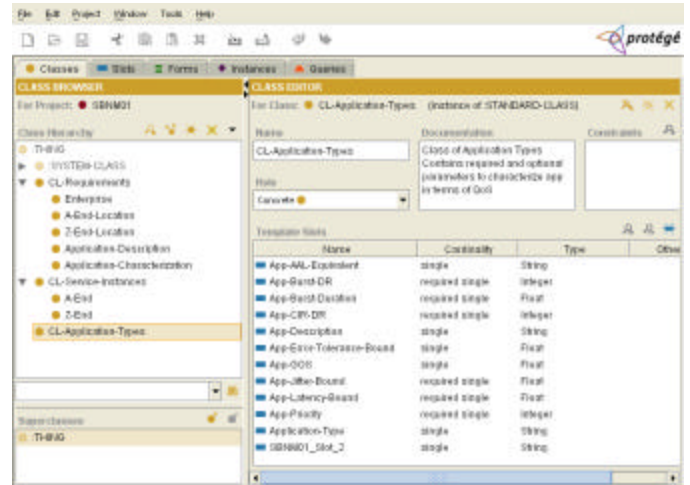 File Edit Project Window Tools Help
protégé
Classes Slots Forms Instances Queries
CLASS BROWSER
For Project: SBNM01
Class Hierarchy
:THING
:SYSTEM-CLASS
CL-Requirements
Enterprise
A-End-Location
Z-End-Location
Application-Description
Application-Characterization
CL-Service-Instances
A-End
Z-End
CL-Application-Types
Superclasses
:THING
CLASS EDITOR
For Class: CL-Application-Types (instance of :STANDARD-CLASS)
Name
CL-Application-Types
Documentation
Class of Application Types
Contains required and optional
parameters to characterize app
in terms of QoS
Constraints
Role
Concrete
Template Slots
Name Cardinality Type Other
App-AAL-Equivalent single String
App-Burst-DR required single Integer
App-Burst-Duration required single Float
App-CIR-DR required single Integer
App-Description single String
App-Error-Tolerance-Bound single Float
App-GOS single Float
App-Jitter-Bound required single Float
App-Latency-Bound required single Float
App-Priority required single Integer
Application-Type single String
SBNM01_Slot_2 single String